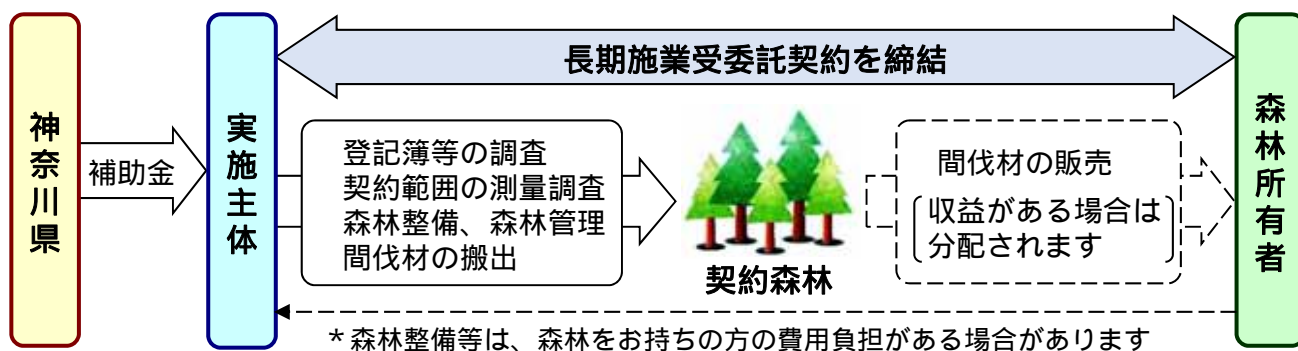 長期施業受委託契約を締結
神奈川県
補助金
実施主体
登記簿等の調査
契約範囲の測量調査
森林整備、森林管理
間伐材の搬出
契約森林
間伐材の販売
収益がある場合は
分配されます
森林所有者
＊森林整備等は、森林をお持ちの方の費用負担がある場合があります